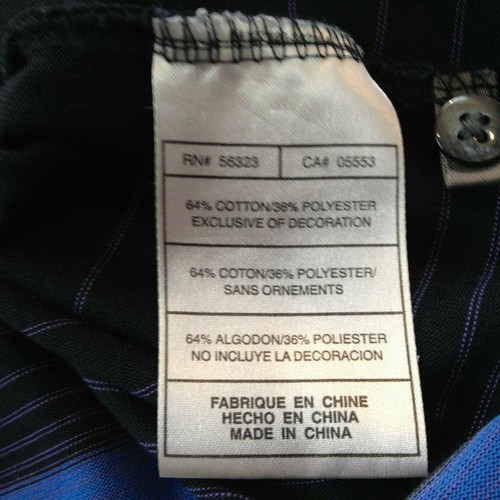 RN# 56323 CA# 05553
64% COTTON/36% POLYESTER
EXCLUSIVE OF DECORATION
64% COTON/36% POLYESTER/
SANS ORNEMENTS
64% ALGODON/36% POLIESTER
NO INCLUYE LA DECORACION
FABRIQUE EN CHINE
HECHO EN CHINA
MADE IN CHINA